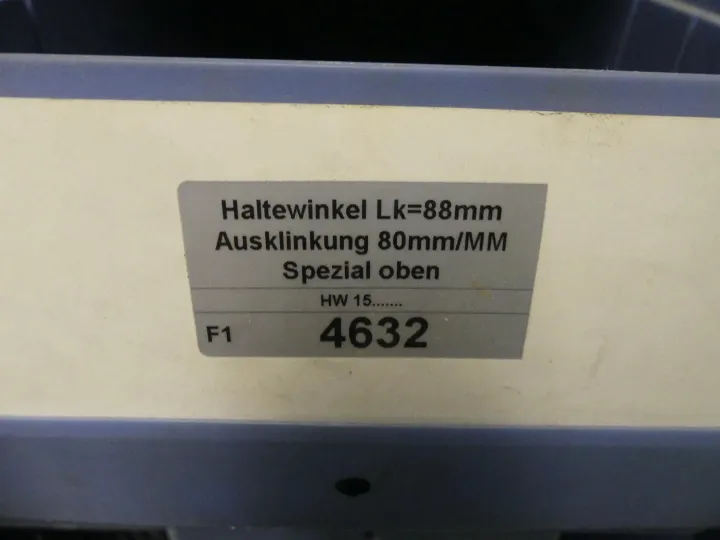 Haltewinkel Lk=88mm
Ausklinkung 80mm/MM
Spezial oben
HW 15.......
F1 4632